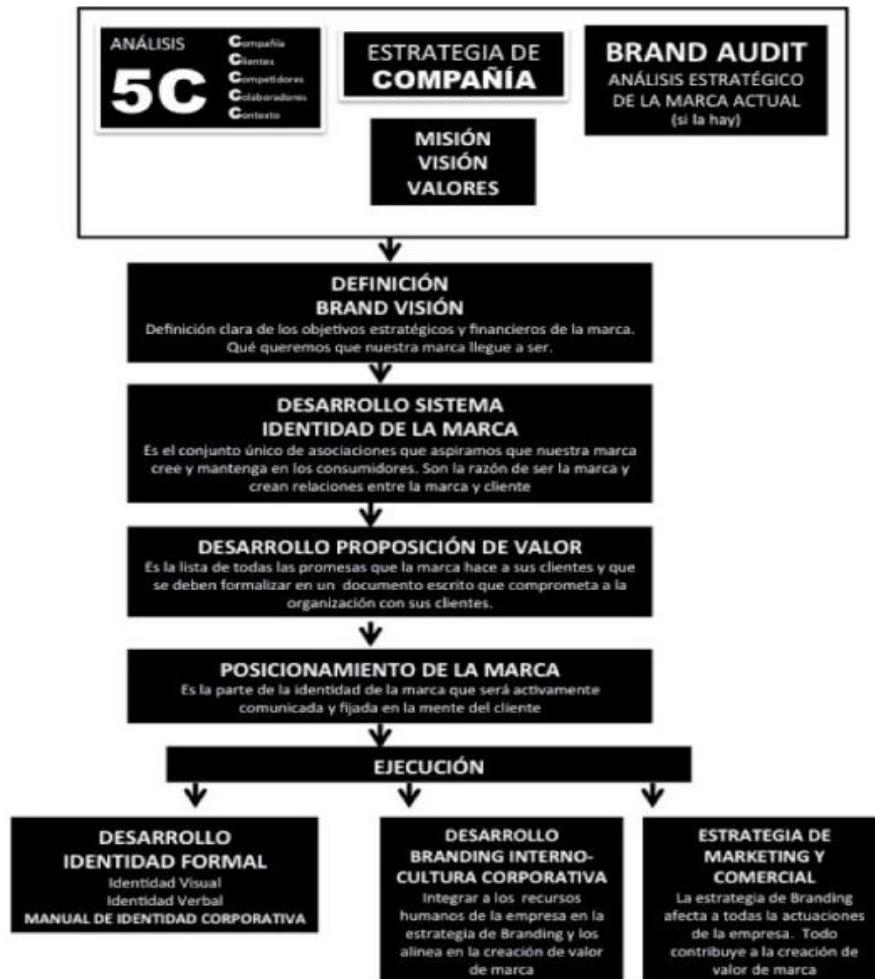 ANÁLISIS
5C
Compañía
Clientes
Competidores
Colaboradores
Contexto
ESTRATEGIA DE
COMPAÑÍA
BRAND AUDIT
ANÁLISIS ESTRATÉGICO
DE LA MARCA ACTUAL
(si la hay)
MISIÓN
VISIÓN
VALORES
DEFINICIÓN
BRAND VISIÓN
Definición clara de los objetivos estratégicos y financieros de la marca.
Qué queremos que nuestra marca llegue a ser.
DESARROLLO SISTEMA
IDENTIDAD DE LA MARCA
Es el conjunto único de asociaciones que aspiramos que nuestra marca
cree y mantenga en los consumidores. Son la razón de ser la marca y
crean relaciones entre la marca y cliente
DESARROLLO PROPOSICIÓN DE VALOR
Es la lista de todas las promesas que la marca hace a sus clientes y que
se deben formalizar en un documento escrito que comprometa a la
organización con sus clientes.
POSICIONAMIENTO DE LA MARCA
Es la parte de la identidad de la marca que será activamente
comunicada y fijada en la mente del cliente
EJECUCIÓN
DESARROLLO
IDENTIDAD FORMAL
Identidad Visual
Identidad Verbal
MANUAL DE IDENTIDAD CORPORATIVA
DESARROLLO
BRANDING INTERNO-
CULTURA CORPORATIVA
Integrar a los recursos
humanos de la empresa en la
estrategia de Branding y los
alinea en la creación de valor
de marca
ESTRATEGIA DE
MARKETING Y
COMERCIAL
La estrategia de Branding
afecta a todas la actuaciones
de la empresa. Todo
contribuye a la creación de
valor de marca